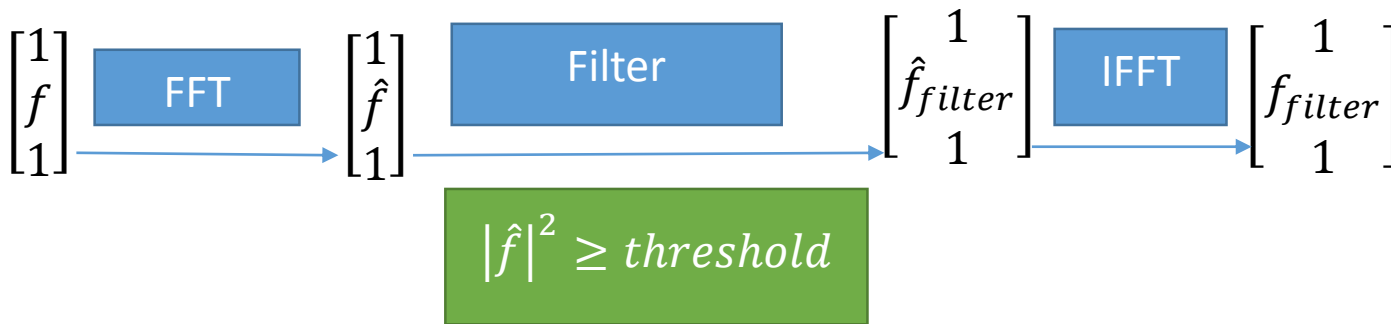 [1 f 1]
FFT
[1 f̂ 1]
Filter
|f̂|² ≥ threshold
[1 f̂_filter 1]
IFFT
[1 f_filter 1]